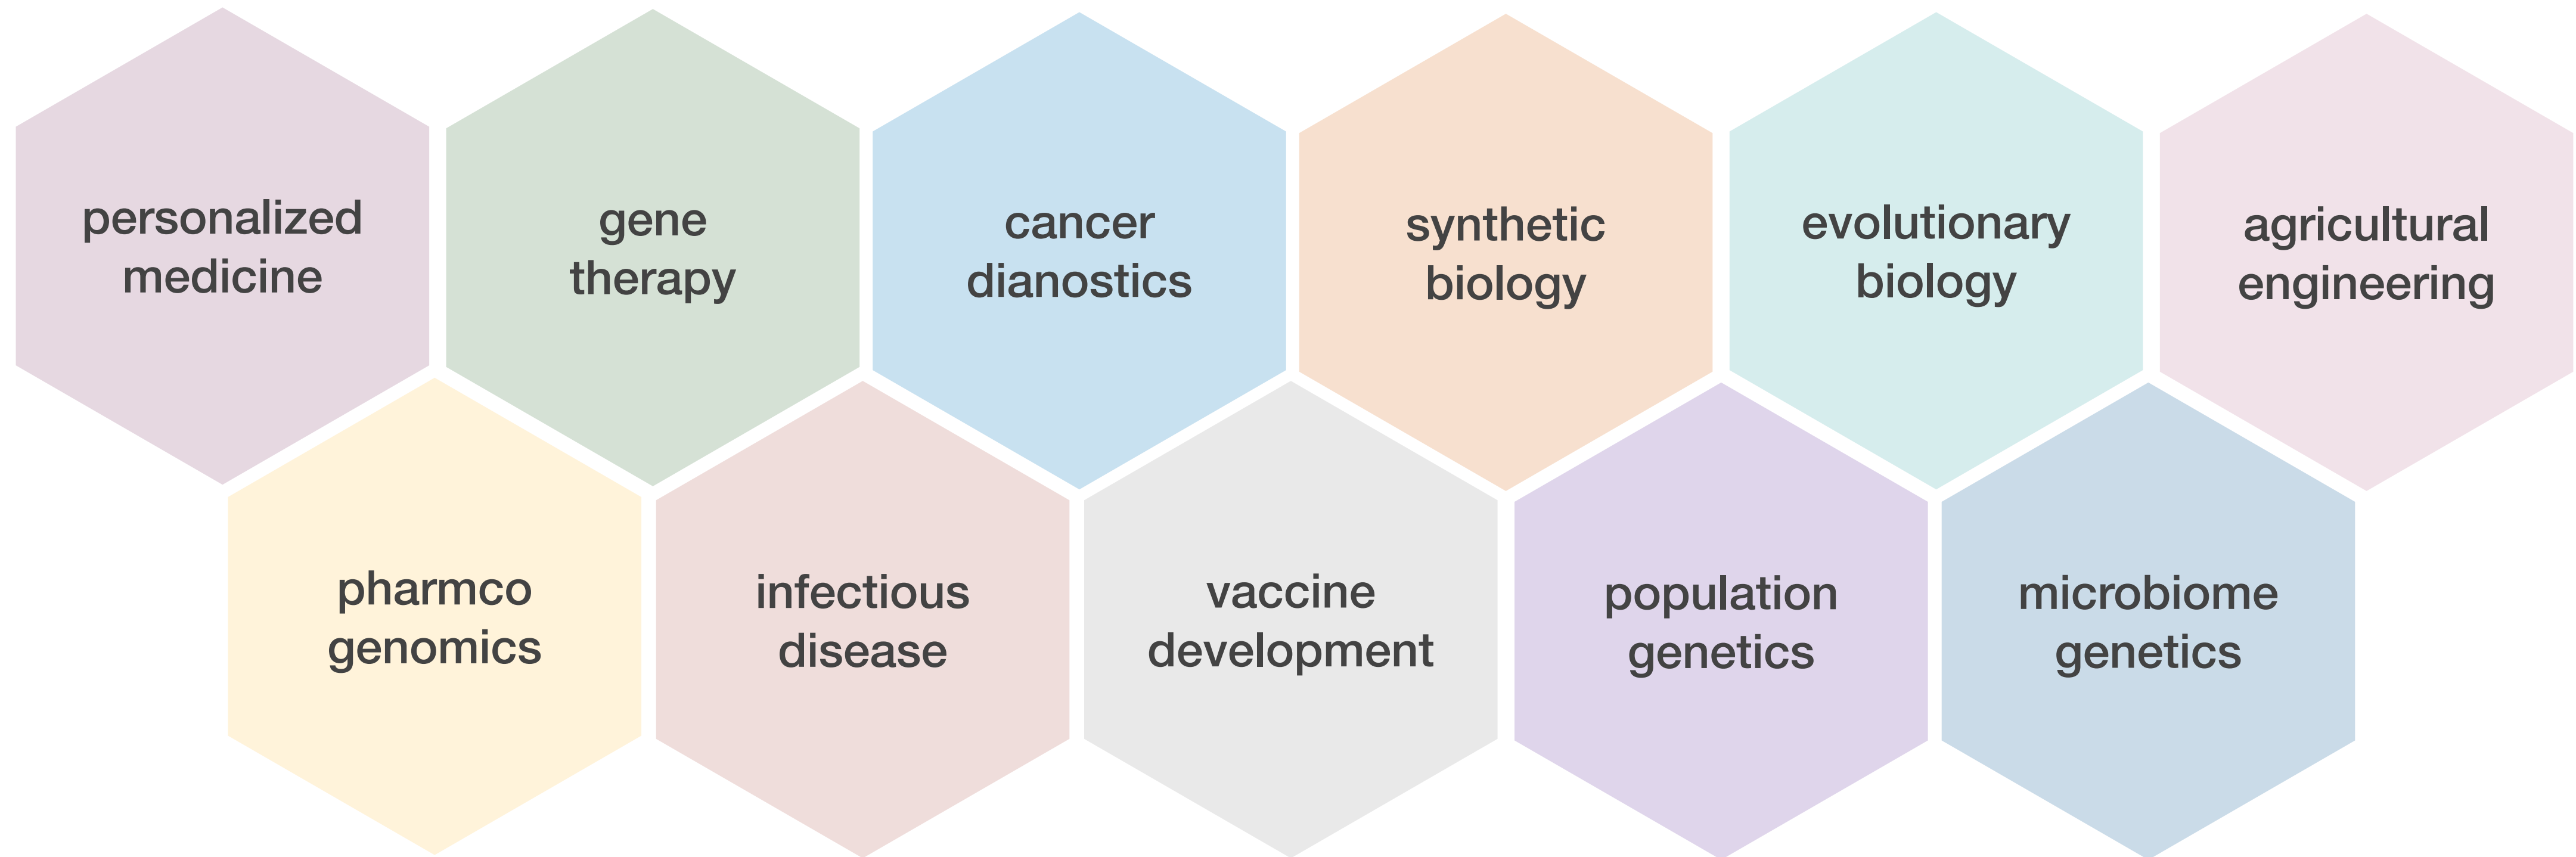 personalized
medicine
gene
therapy
cancer
dianostics
synthetic
biology
evolutionary
biology
agricultural
engineering
pharmco
genomics
infectious
disease
vaccine
development
population
genetics
microbiome
genetics